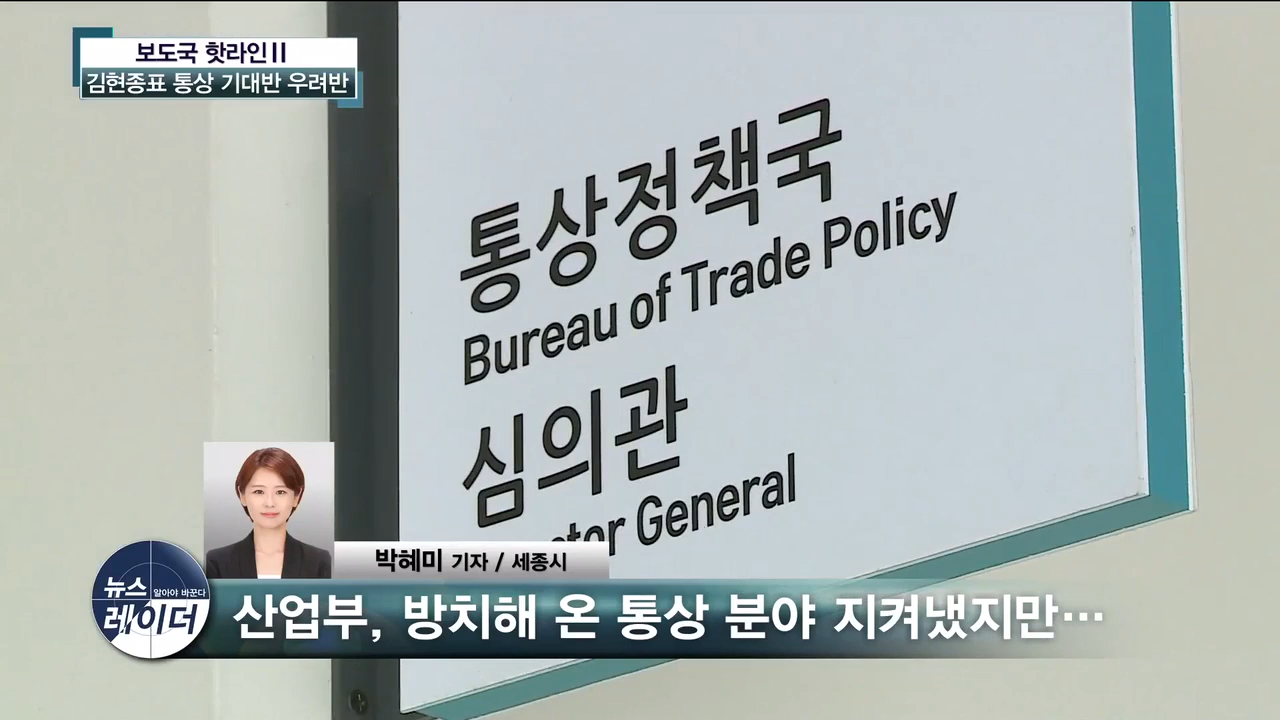 보도국 핫라인Ⅱ
김현종표 통상 기대반 우려반
통상정책국
Bureau of Trade Policy
심의관
General
박혜미 기자 / 세종시
뉴스 알아야 바꾼다
레이더
산업부, 방치해 온 통상 분야 지켜냈지만…